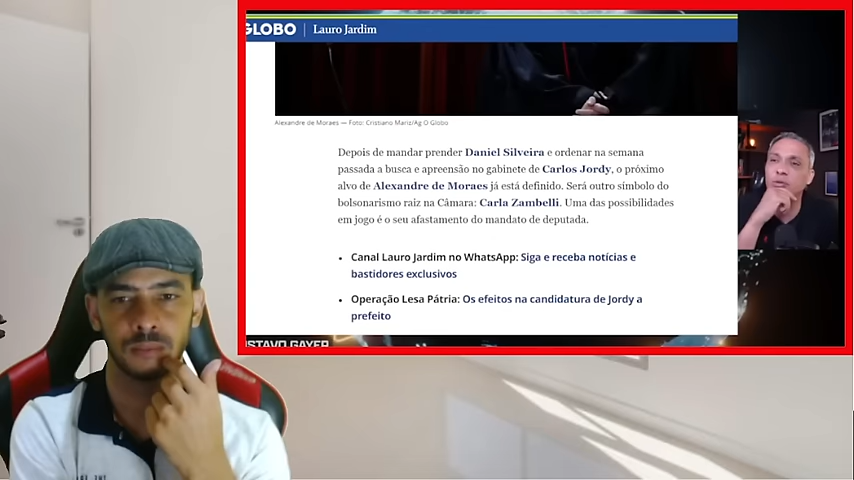 GLOBO | Lauro Jardim
Alexandre de Moraes — Foto: Cristiano Mariz/Ag O Globo
Depois de mandar prender Daniel Silveira e ordenar na semana
passada a busca e apreensão no gabinete de Carlos Jordy, o próximo
alvo de Alexandre de Moraes já está definido. Será outro símbolo do
bolsonarismo raiz na Câmara: Carla Zambelli. Uma das possibilidades
em jogo é o seu afastamento do mandato de deputada.
• Canal Lauro Jardim no WhatsApp: Siga e receba notícias e
bastidores exclusivos
• Operação Lesa Pátria: Os efeitos na candidatura de Jordy a
prefeito
STAVO GAYER